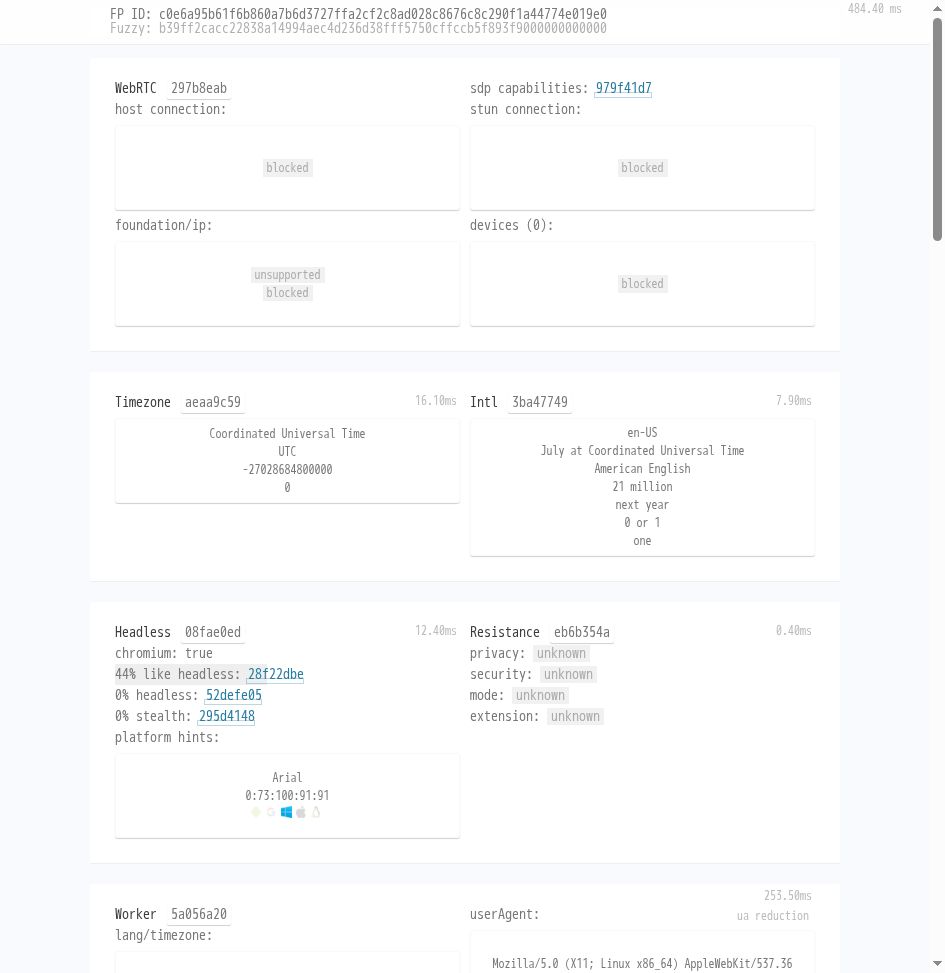 FP ID: c0e6a95b61f6b860a7b6d3727ffa2cf2c8ad028c8676c8c290f1a44774e019e0
484.40 ms
Fuzzy: b39ff2cacc22838a14994aec4d236d38fff5750cffccb5f893f9000000000000
WebRTC 297b8eab
sdp capabilities: 979f41d7
host connection:
stun connection:
blocked
blocked
foundation/ip:
devices (0):
unsupported
blocked
blocked
Timezone aeaa9c59
16.10ms
Intl 3ba47749
7.90ms
Coordinated Universal Time
UTC
-27028684800000
0
en-US
July at Coordinated Universal Time
American English
21 million
next year
0 or 1
one
Headless 08fae0ed
12.40ms
Resistance eb6b354a
0.40ms
chromium: true
44% like headless: 28f22dbe
0% headless: 52defe05
0% stealth: 295d4148
platform hints:
privacy: unknown
security: unknown
mode: unknown
extension: unknown
Arial
0:73:100:91:91
253.50ms
Worker 5a056a20
userAgent:
ua reduction
lang/timezone:
Mozilla/5.0 (X11; Linux x86_64) AppleWebKit/537.36